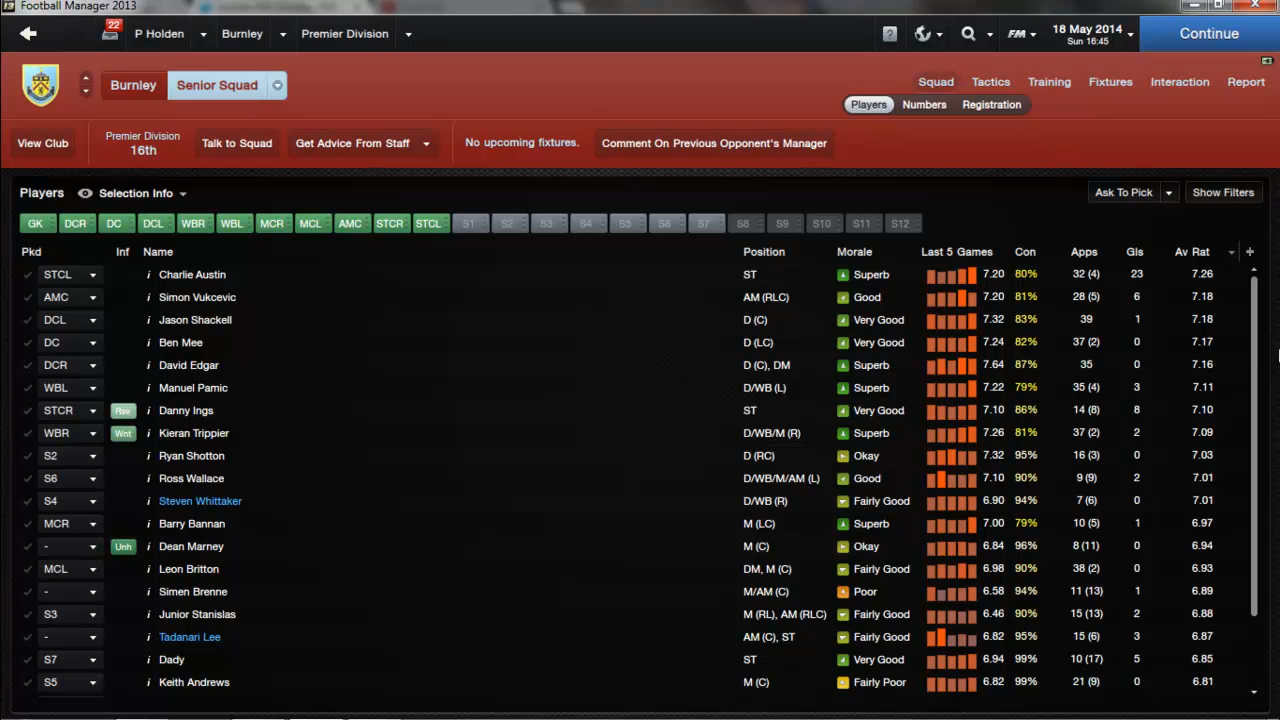 Football Manager 2013
22 P Holden Burnley Premier Division ? FM 18 May 2014 Sun 16:45 Continue
Burnley Senior Squad Squad Tactics Training Fixtures Interaction Report
Players Numbers Registration
View Club Premier Division 16th Talk to Squad Get Advice From Staff No upcoming fixtures. Comment On Previous Opponent's Manager
Players Selection Info Ask To Pick Show Filters
GK DCR DC DCL WBR WBL MCR MCL AMC STCR STCL S1 S2 S3 S4 S5 S6 S7 S8 S9 S10 S11 S12
Pkd Inf Name Position Morale Last 5 Games Con Apps Gls Av Rat
STCL i Charlie Austin ST Superb 7.20 80% 32 (4) 23 7.26
AMC i Simon Vukcevic AM (RLC) Good 7.20 81% 28 (5) 6 7.18
DCL i Jason Shackell D (C) Very Good 7.32 83% 39 1 7.18
DC i Ben Mee D (LC) Very Good 7.24 82% 37 (2) 0 7.17
DCR i David Edgar D (C), DM Superb 7.64 87% 35 0 7.16
WBL i Manuel Pamic D/WB (L) Superb 7.22 79% 35 (4) 3 7.11
STCR Rsv i Danny Ings ST Very Good 7.10 86% 14 (8) 8 7.10
WBR Wnt i Kieran Trippier D/WB/M (R) Superb 7.26 81% 37 (2) 2 7.09
S2 i Ryan Shotton D (RC) Okay 7.32 95% 16 (3) 0 7.03
S6 i Ross Wallace D/WB/M/AM (L) Good 7.10 90% 9 (9) 2 7.01
S4 i Steven Whittaker D/WB (R) Fairly Good 6.90 94% 7 (6) 0 7.01
MCR i Barry Bannan M (LC) Superb 7.00 79% 10 (5) 1 6.97
- Unh i Dean Marney M (C) Okay 6.84 96% 8 (11) 0 6.94
MCL i Leon Britton DM, M (C) Fairly Good 6.98 90% 38 (2) 0 6.93
- i Simen Brenne M/AM (C) Poor 6.58 94% 11 (13) 1 6.89
S3 i Junior Stanislas M (RL), AM (RLC) Fairly Good 6.46 90% 15 (13) 2 6.88
- i Tadanari Lee AM (C), ST Fairly Good 6.82 95% 15 (6) 3 6.87
S7 i Dady ST Very Good 6.94 99% 10 (17) 5 6.85
S5 i Keith Andrews M (C) Fairly Poor 6.82 99% 21 (9) 0 6.81